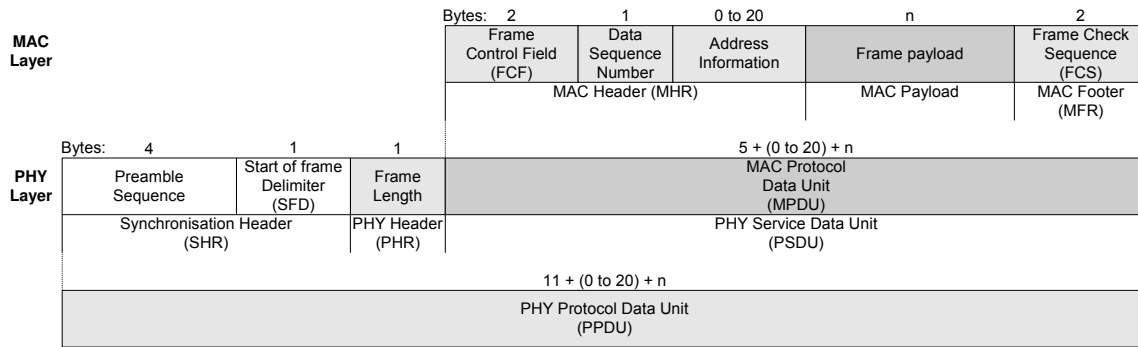 Bytes: 2 1 0 to 20 n 2
MAC
Layer
Frame
Control Field
(FCF)
Data
Sequence
Number
Address
Information
Frame payload
Frame Check
Sequence
(FCS)
MAC Header (MHR)
MAC Payload
MAC Footer
(MFR)
Bytes: 4 1 1 5 + (0 to 20) + n
PHY
Layer
Preamble
Sequence
Start of frame
Delimiter
(SFD)
Frame
Length
MAC Protocol
Data Unit
(MPDU)
Synchronisation Header
(SHR)
PHY Header
(PHR)
PHY Service Data Unit
(PSDU)
11 + (0 to 20) + n
PHY Protocol Data Unit
(PPDU)